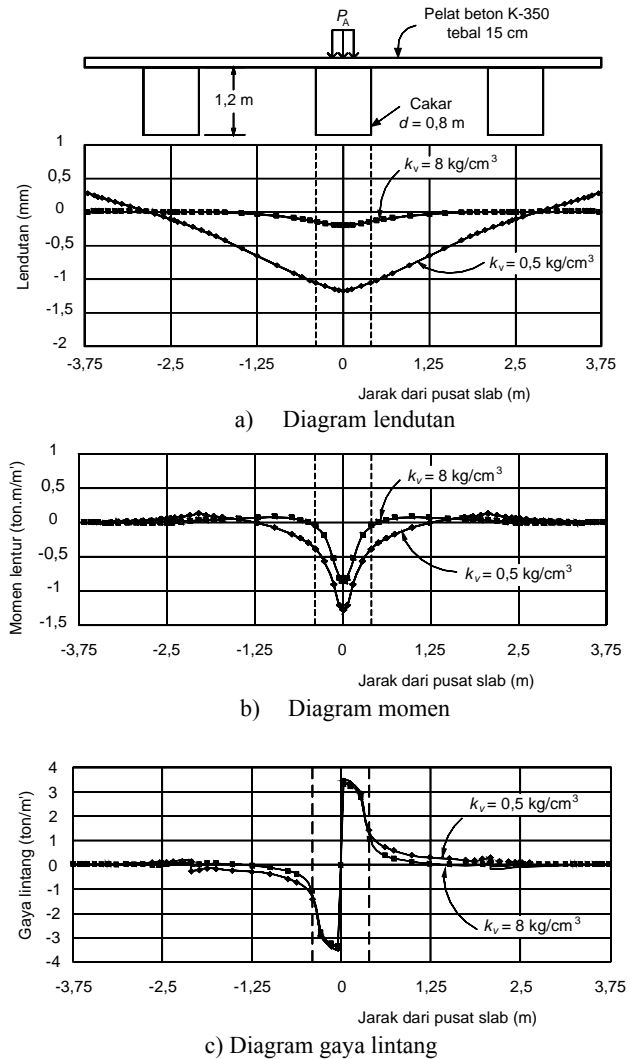 P_A
Pelat beton K-350
tebal 15 cm
1,2 m
Cakar
d = 0,8 m
1
0,5
0
-0,5
-1
-1,5
-2
Lendutan (mm)
k_v = 8 kg/cm³
k_v = 0,5 kg/cm³
-3,75 -2,5 -1,25 0 1,25 2,5 3,75
Jarak dari pusat slab (m)
a) Diagram lendutan
1
0,5
0
-0,5
-1
-1,5
Momen lentur (ton.m/m')
k_v = 8 kg/cm³
k_v = 0,5 kg/cm³
-3,75 -2,5 -1,25 0 1,25 2,5 3,75
Jarak dari pusat slab (m)
b) Diagram momen
4
3
2
1
0
-1
-2
-3
-4
Gaya lintang (ton/m')
k_v = 0,5 kg/cm³
k_v = 8 kg/cm³
-3,75 -2,5 -1,25 0 1,25 2,5 3,75
Jarak dari pusat slab (m)
c) Diagram gaya lintang